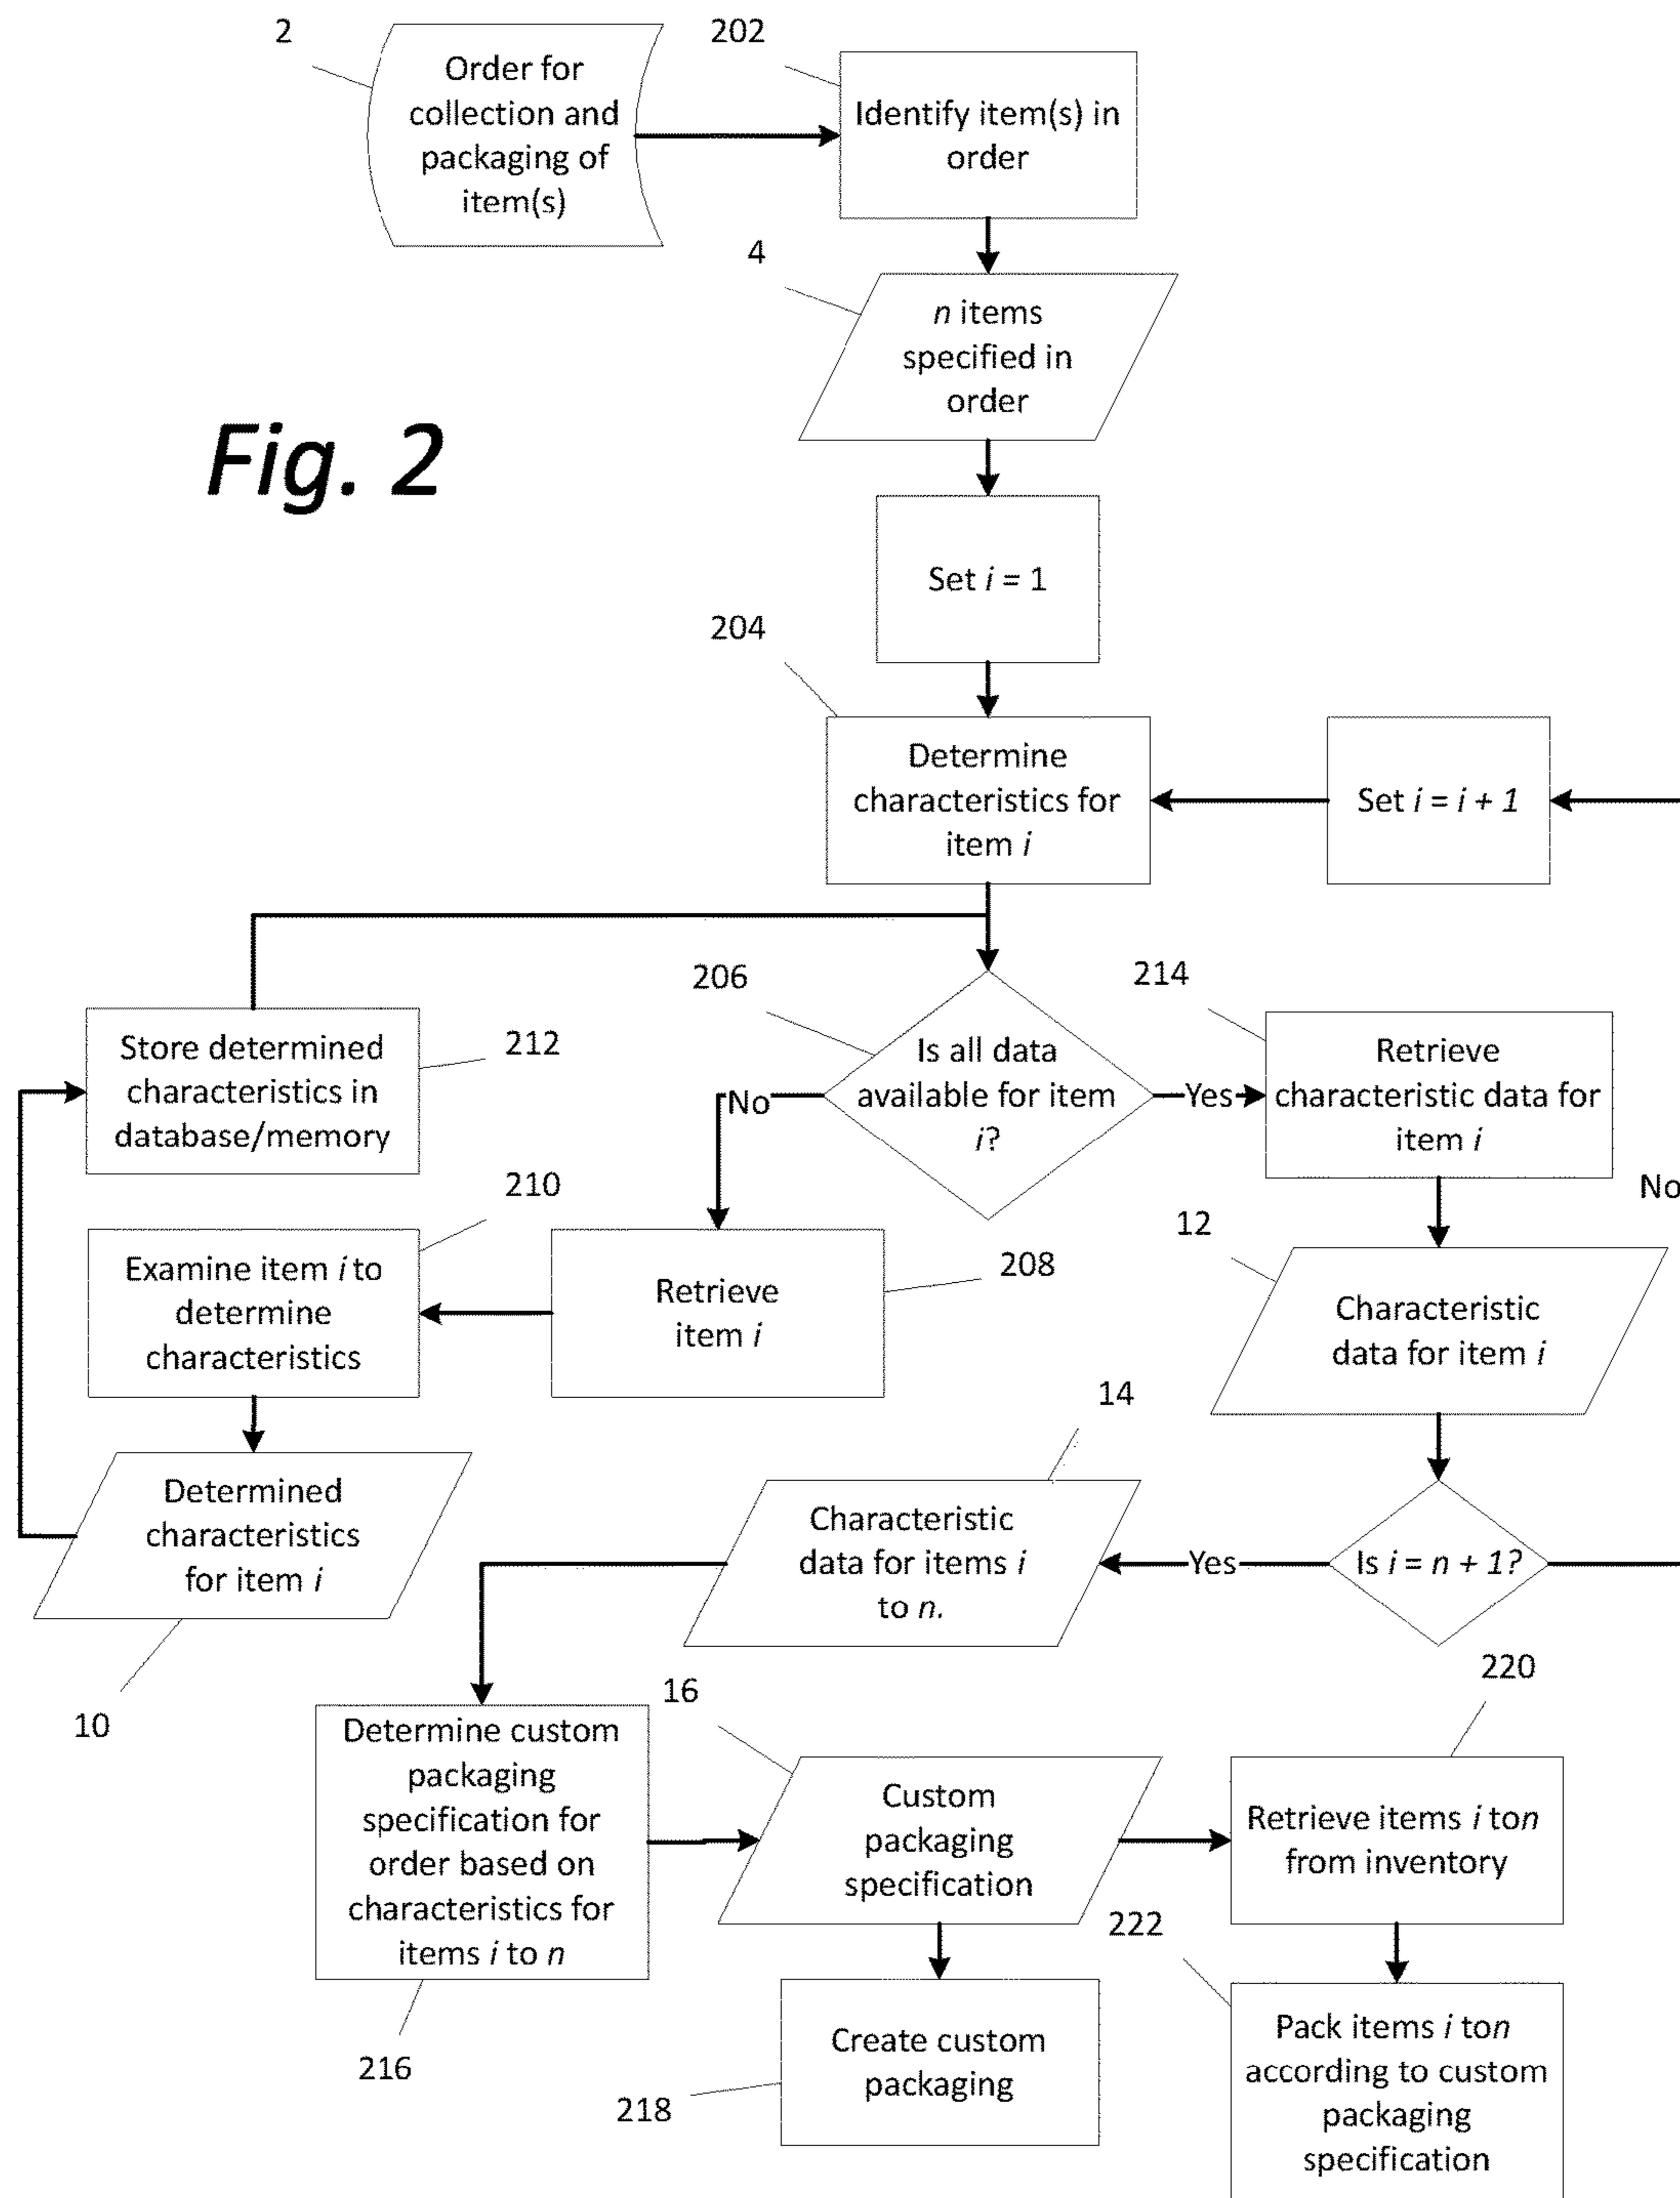 2
Order for
collection and
packaging of
item(s)
202
Identify item(s) in
order
4
n items
specified in
order
Fig. 2
Set i = 1
204
Determine
characteristics for
item i
Set i = i + 1
206
Is all data
available for item
i?
No
Yes
214
Retrieve
characteristic data for
item i
Store determined
characteristics in
database/memory
212
210
Examine item i to
determine
characteristics
Retrieve
item i
208
12
Characteristic
data for item i
No
Determined
characteristics
for item i
10
14
Characteristic
data for items i
to n.
Yes
Is i = n + 1?
Determine custom
packaging
specification for
order based on
characteristics for
items i to n
216
16
Custom
packaging
specification
220
Retrieve items i ton
from inventory
Create custom
packaging
218
222
Pack items i ton
according to custom
packaging
specification